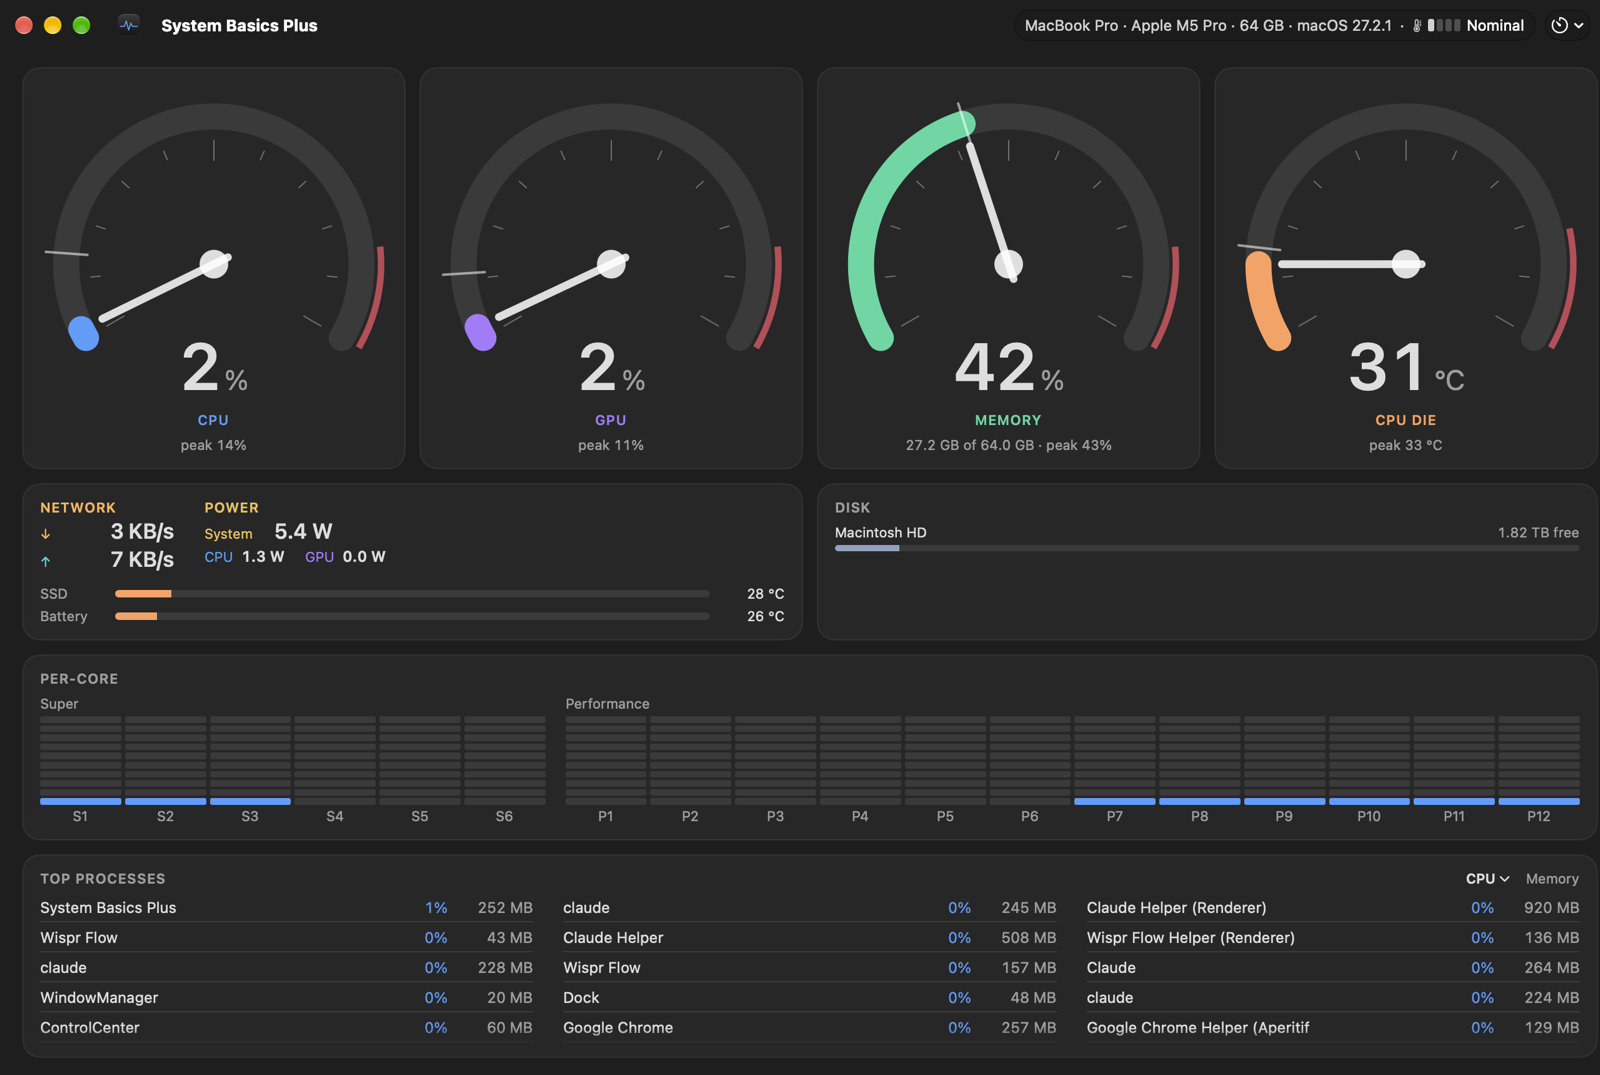 System Basics Plus
MacBook Pro · Apple M5 Pro · 64 GB · macOS 27.2.1 · Nominal
2 %
CPU
peak 14%
2 %
GPU
peak 11%
42 %
MEMORY
27.2 GB of 64.0 GB · peak 43%
31 °C
CPU DIE
peak 33 °C
NETWORK
↓ 3 KB/s
↑ 7 KB/s
POWER
System 5.4 W
CPU 1.3 W GPU 0.0 W
SSD 28 °C
Battery 26 °C
DISK
Macintosh HD 1.82 TB free
PER-CORE
Super
S1 S2 S3 S4 S5 S6
Performance
P1 P2 P3 P4 P5 P6 P7 P8 P9 P10 P11 P12
TOP PROCESSES
CPU Memory
System Basics Plus 1% 252 MB
Wispr Flow 0% 43 MB
claude 0% 228 MB
WindowManager 0% 20 MB
ControlCenter 0% 60 MB
claude 0% 245 MB
Claude Helper 0% 508 MB
Wispr Flow 0% 157 MB
Dock 0% 48 MB
Google Chrome 0% 257 MB
Claude Helper (Renderer) 0% 920 MB
Wispr Flow Helper (Renderer) 0% 136 MB
Claude 0% 264 MB
claude 0% 224 MB
Google Chrome Helper (Aperitif 0% 129 MB